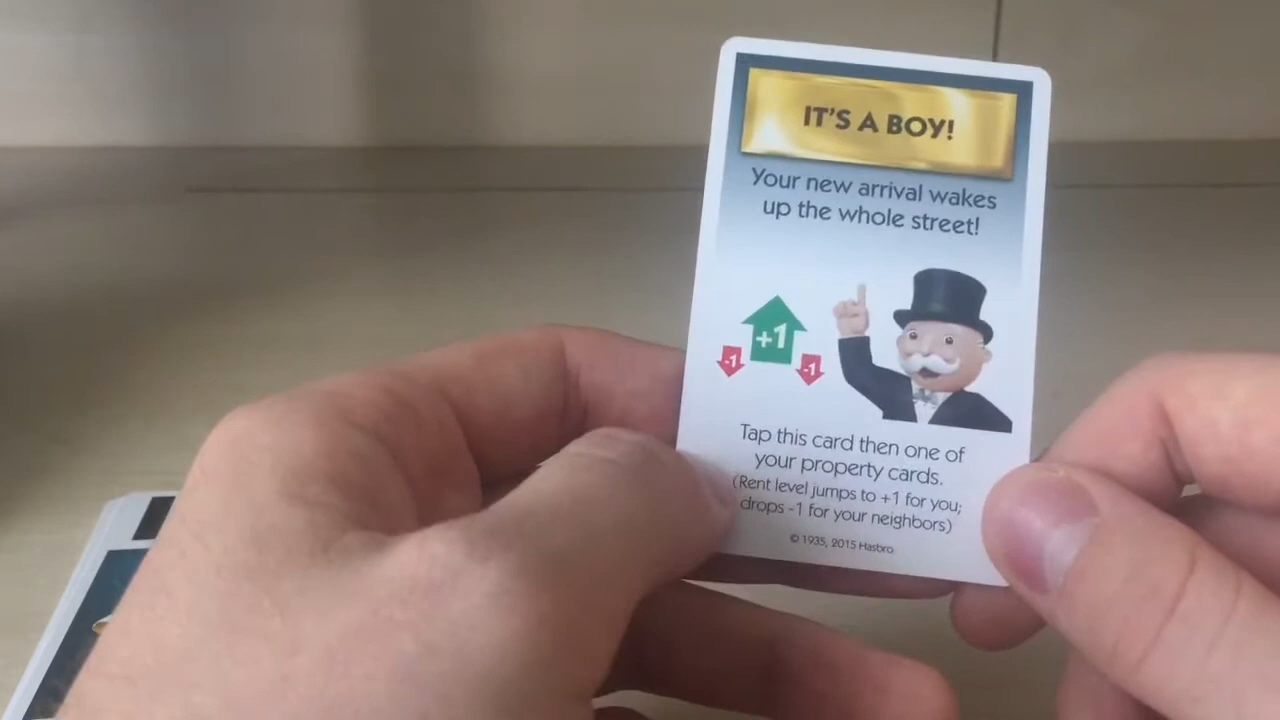 IT'S A BOY!
Your new arrival wakes
up the whole street!
+1
-1
-1
Tap this card then one of
your property cards.
(Rent level jumps to +1 for you;
drops -1 for your neighbors)
© 1935, 2015 Hasbro